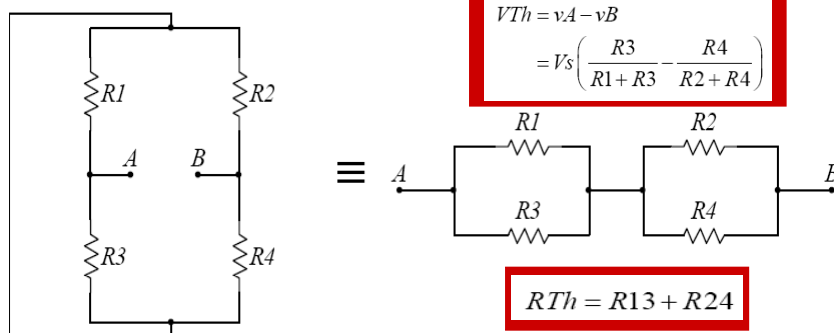 VTh = vA − vB
= Vs( R3/(R1 + R3) − R4/(R2 + R4) )
R1 R2
A B
R3 R4
≡
R1 R2
A B
R3 R4
RTh = R13 + R24